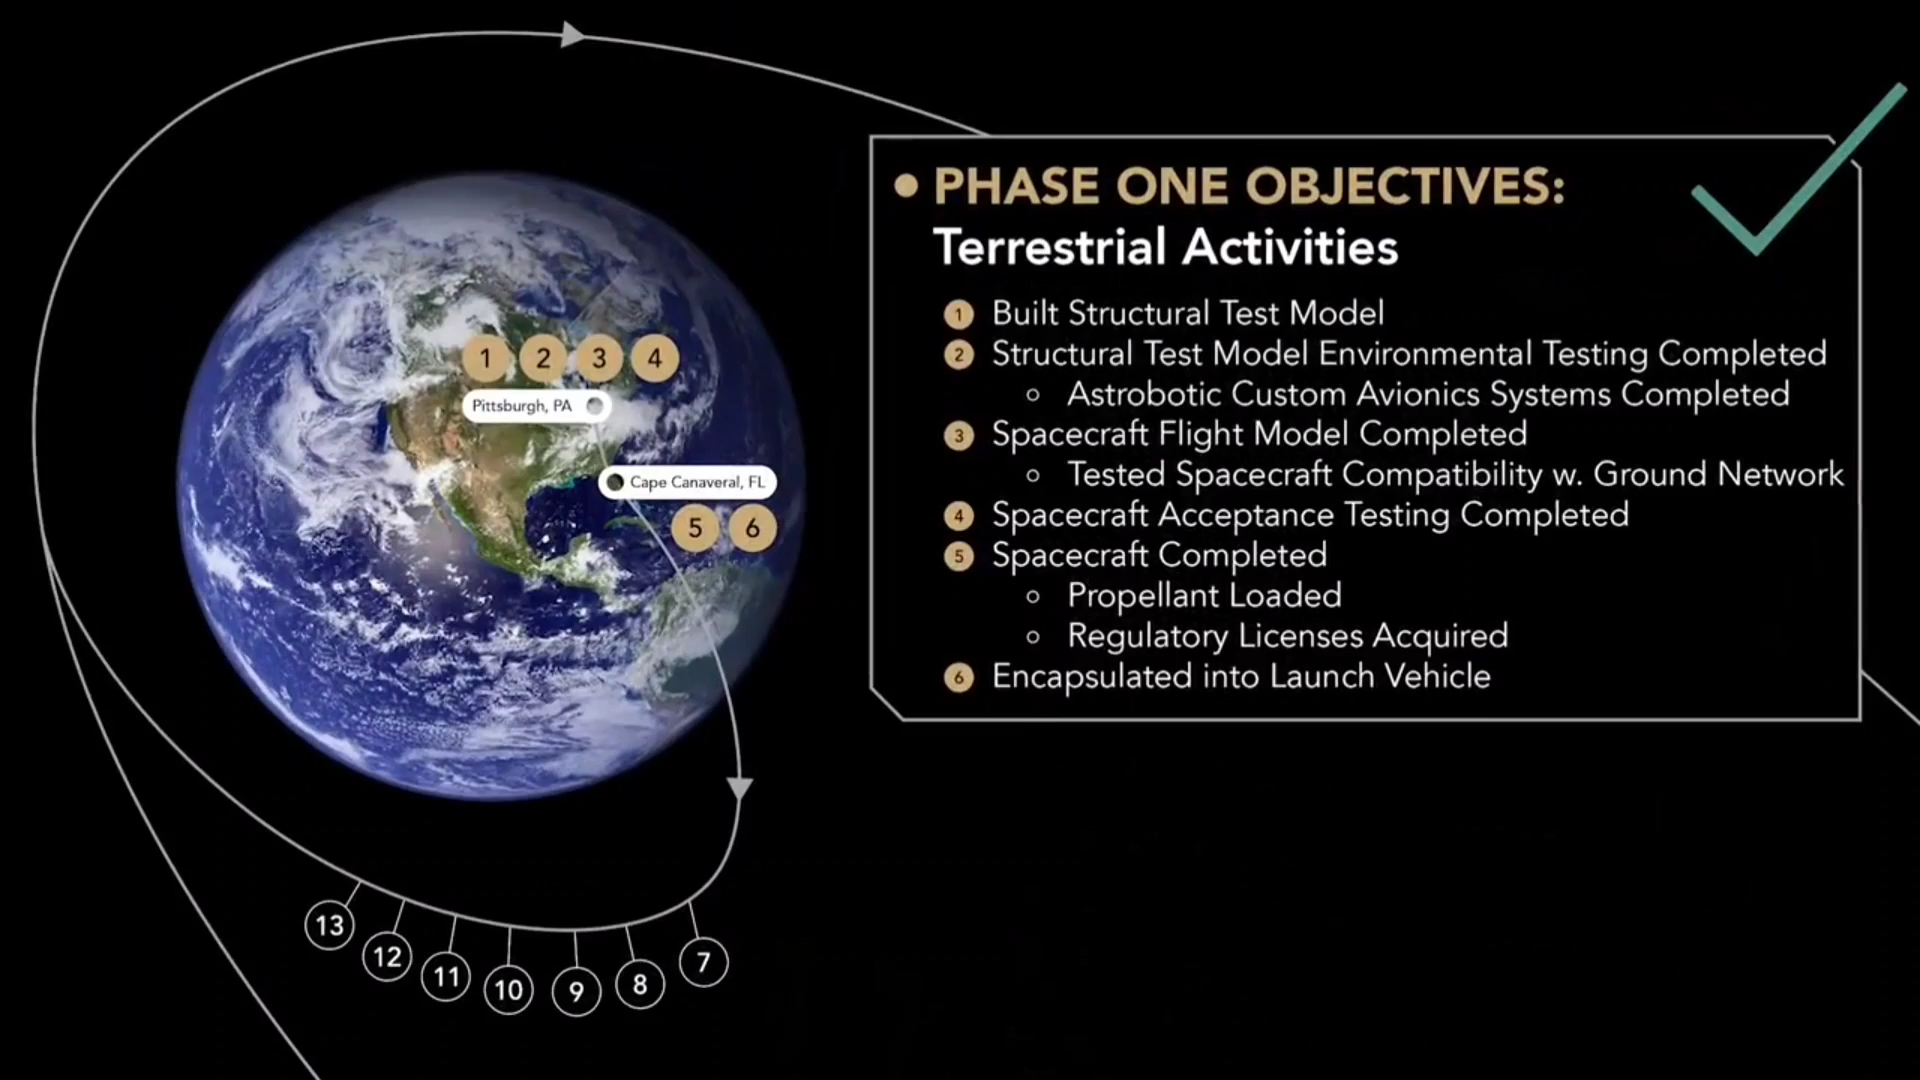 PHASE ONE OBJECTIVES:
Terrestrial Activities
1 Built Structural Test Model
2 Structural Test Model Environmental Testing Completed
Astrobotic Custom Avionics Systems Completed
3 Spacecraft Flight Model Completed
Tested Spacecraft Compatibility w. Ground Network
4 Spacecraft Acceptance Testing Completed
5 Spacecraft Completed
Propellant Loaded
Regulatory Licenses Acquired
6 Encapsulated into Launch Vehicle
1 2 3 4
Pittsburgh, PA
Cape Canaveral, FL
5 6
13 12 11 10 9 8 7